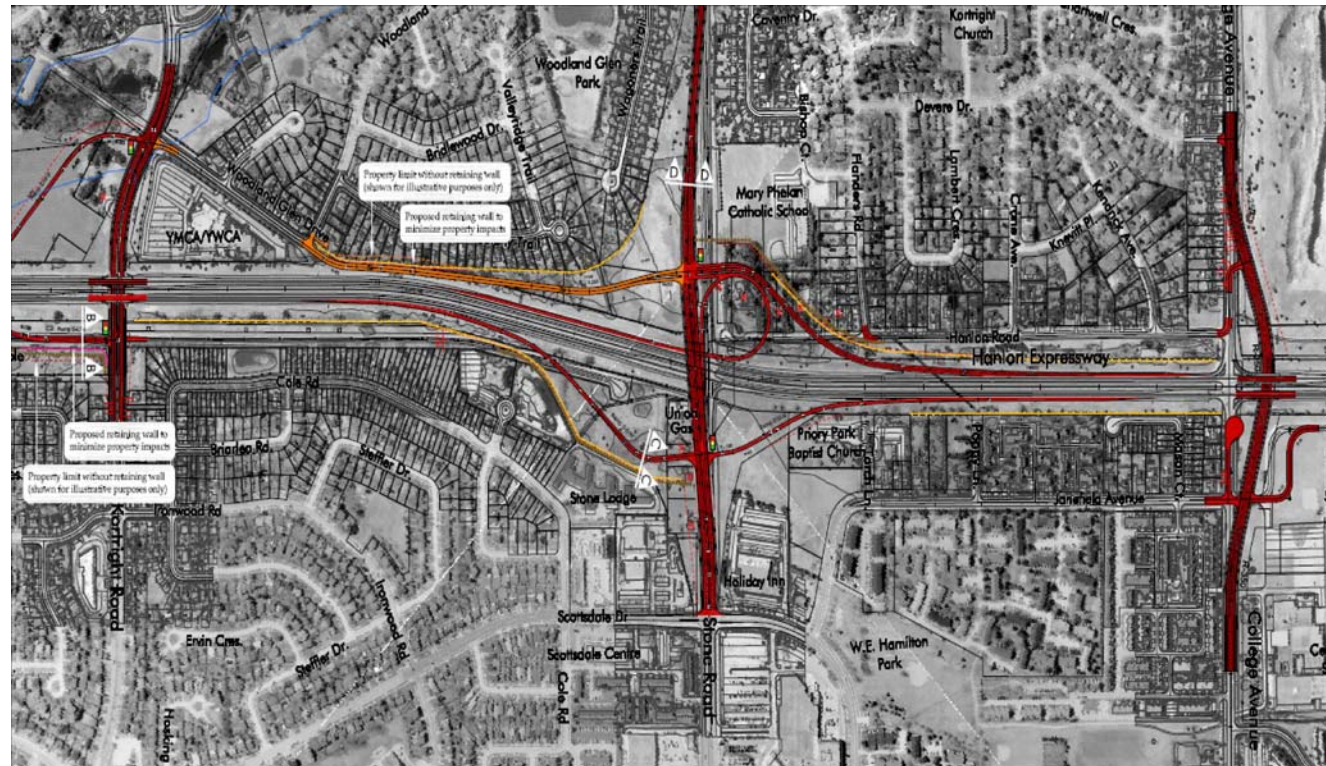 Coventry Dr.
Kortright
Church
Woodland Glen
Park
Wagoners Trail
Valleyridge Trail
Bridlewood Dr.
Devere Dr.
Bishop Ct.
Flanders Rd
Lambert Cres.
Crane Ave.
Knevitt Pl
Kendrick Ave.
Mary Phelan
Catholic School
D
D
Property limit without retaining wall
(shown for illustrative purposes only)
Proposed retaining wall to
minimize property impacts
Trail
Woodland Glen Drive
YMCA/YWCA
Hanlon Road
Hanlon Expressway
B
B
Cole Rd
Union
Gas
Priory Park
Baptist Church
Proposed retaining wall to
minimize property impacts
Property limit without retaining wall
(shown for illustrative purposes only)
Briarlea Rd.
Steffler Dr.
Ironwood Rd
C
C
Stone Lodge
Janefield Avenue
Mason Ct.
Kortright Road
Holiday Inn
Scottsdale Dr
Stone Road
Ervin Cres.
Steffler Dr.
Ironwood Rd
Scottsdale Centre
Cole Rd
W.E. Hamilton
Park
College Avenue
Hosking